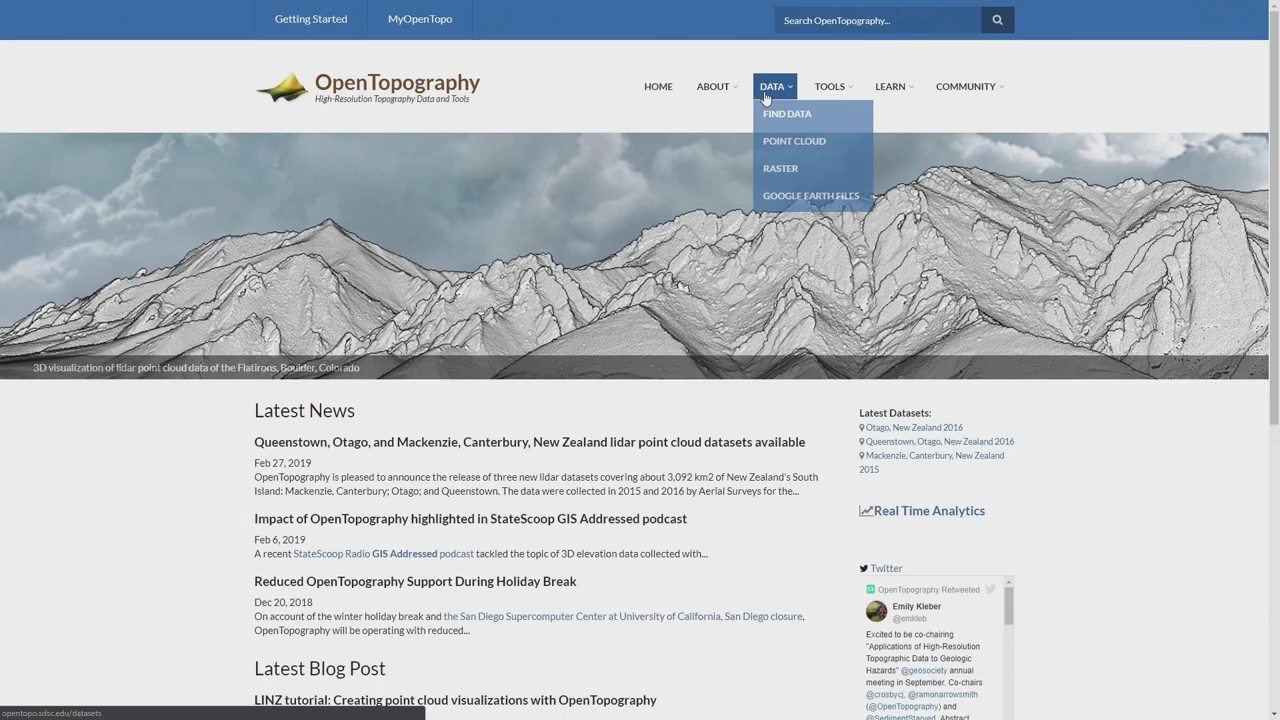 Getting Started
MyOpenTopo
Search OpenTopography...
OpenTopography
High-Resolution Topography Data and Tools
HOME
ABOUT
DATA
TOOLS
LEARN
COMMUNITY
FIND DATA
POINT CLOUD
RASTER
GOOGLE EARTH FILES
3D visualization of lidar point cloud data of the Flatirons, Boulder, Colorado
Latest News
Queenstown, Otago, and Mackenzie, Canterbury, New Zealand lidar point cloud datasets available
Feb 27, 2019
OpenTopography is pleased to announce the release of three new lidar datasets covering about 3,092 km2 of New Zealand's South
Island: Mackenzie, Canterbury; Otago; and Queenstown. The data were collected in 2015 and 2016 by Aerial Surveys for the...
Impact of OpenTopography highlighted in StateScoop GIS Addressed podcast
Feb 6, 2019
A recent StateScoop Radio GIS Addressed podcast tackled the topic of 3D elevation data collected with...
Reduced OpenTopography Support During Holiday Break
Dec 20, 2018
On account of the winter holiday break and the San Diego Supercomputer Center at University of California, San Diego closure,
OpenTopography will be operating with reduced...
Latest Blog Post
LINZ tutorial: Creating point cloud visualizations with OpenTopography
Latest Datasets:
Otago, New Zealand 2016
Queenstown, Otago, New Zealand 2016
Mackenzie, Canterbury, New Zealand
2015
Real Time Analytics
Twitter
OpenTopography Retweeted
Emily Kleber
@emkleb
Excited to be co-chairing
"Applications of High-Resolution
Topographic Data to Geologic
Hazards" @geosociety annual
meeting in September. Co-chairs
@crosbycj, @ramonarrowsmith
(@OpenTopography) and
@SedimentStarved. Abstract
opentopo.sdsc.edu/datasets